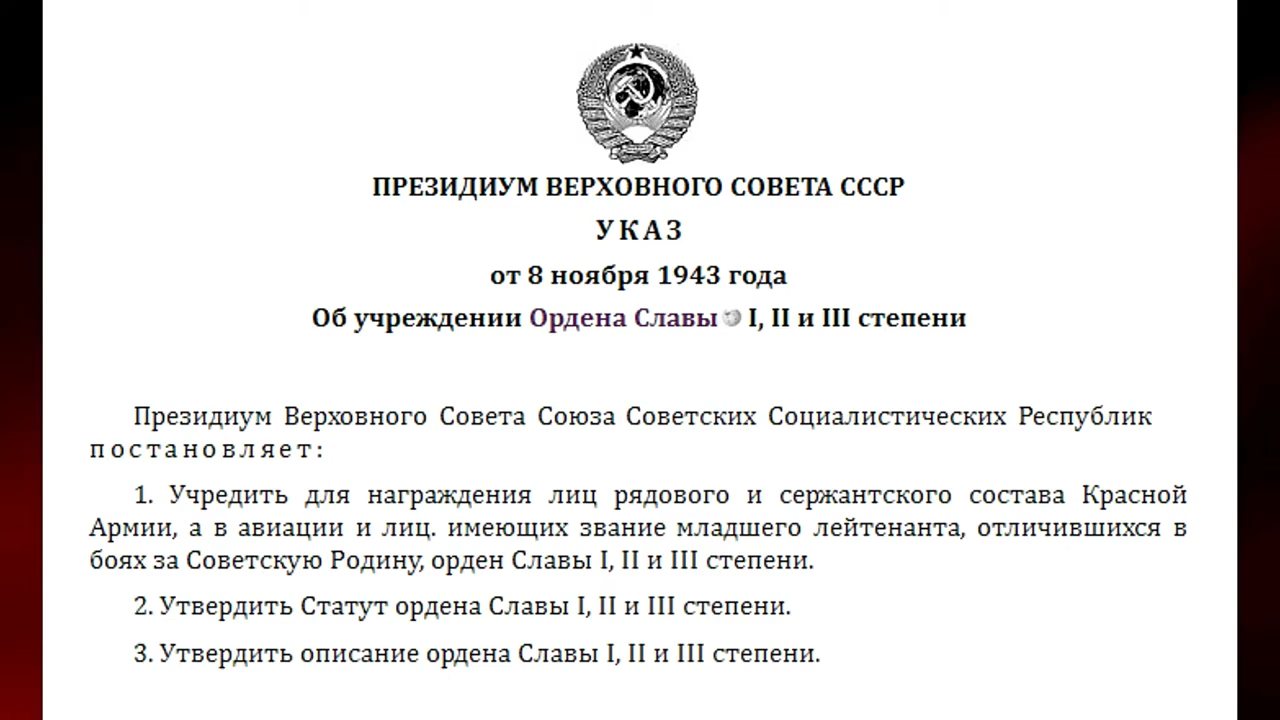 ПРЕЗИДИУМ ВЕРХОВНОГО СОВЕТА СССР
УКАЗ
от 8 ноября 1943 года
Об учреждении Ордена Славы I, II и III степени
Президиум Верховного Совета Союза Советских Социалистических Республик
постановляет:
1. Учредить для награждения лиц рядового и сержантского состава Красной
Армии, а в авиации и лиц. имеющих звание младшего лейтенанта, отличившихся в
боях за Советскую Родину, орден Славы I, II и III степени.
2. Утвердить Статут ордена Славы I, II и III степени.
3. Утвердить описание ордена Славы I, II и III степени.